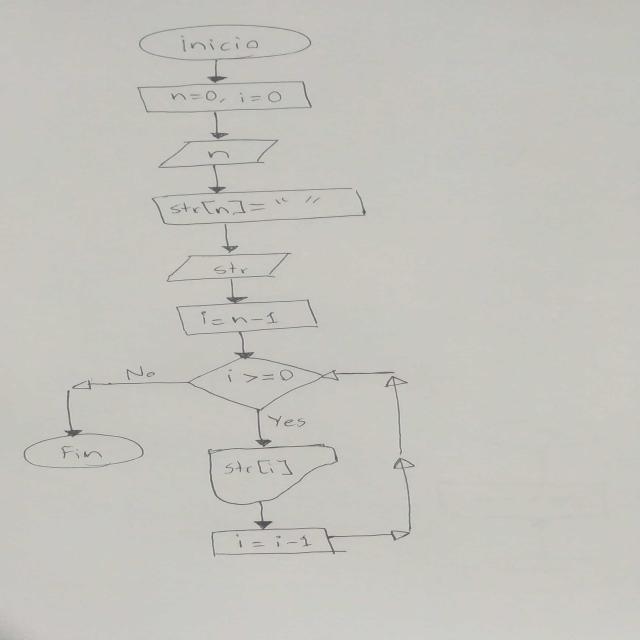 inicio
n=0, i=0
n
str[n]= " "
str
i=n-1
i >=0
No
Yes
Fin
str[i]
i = i-1